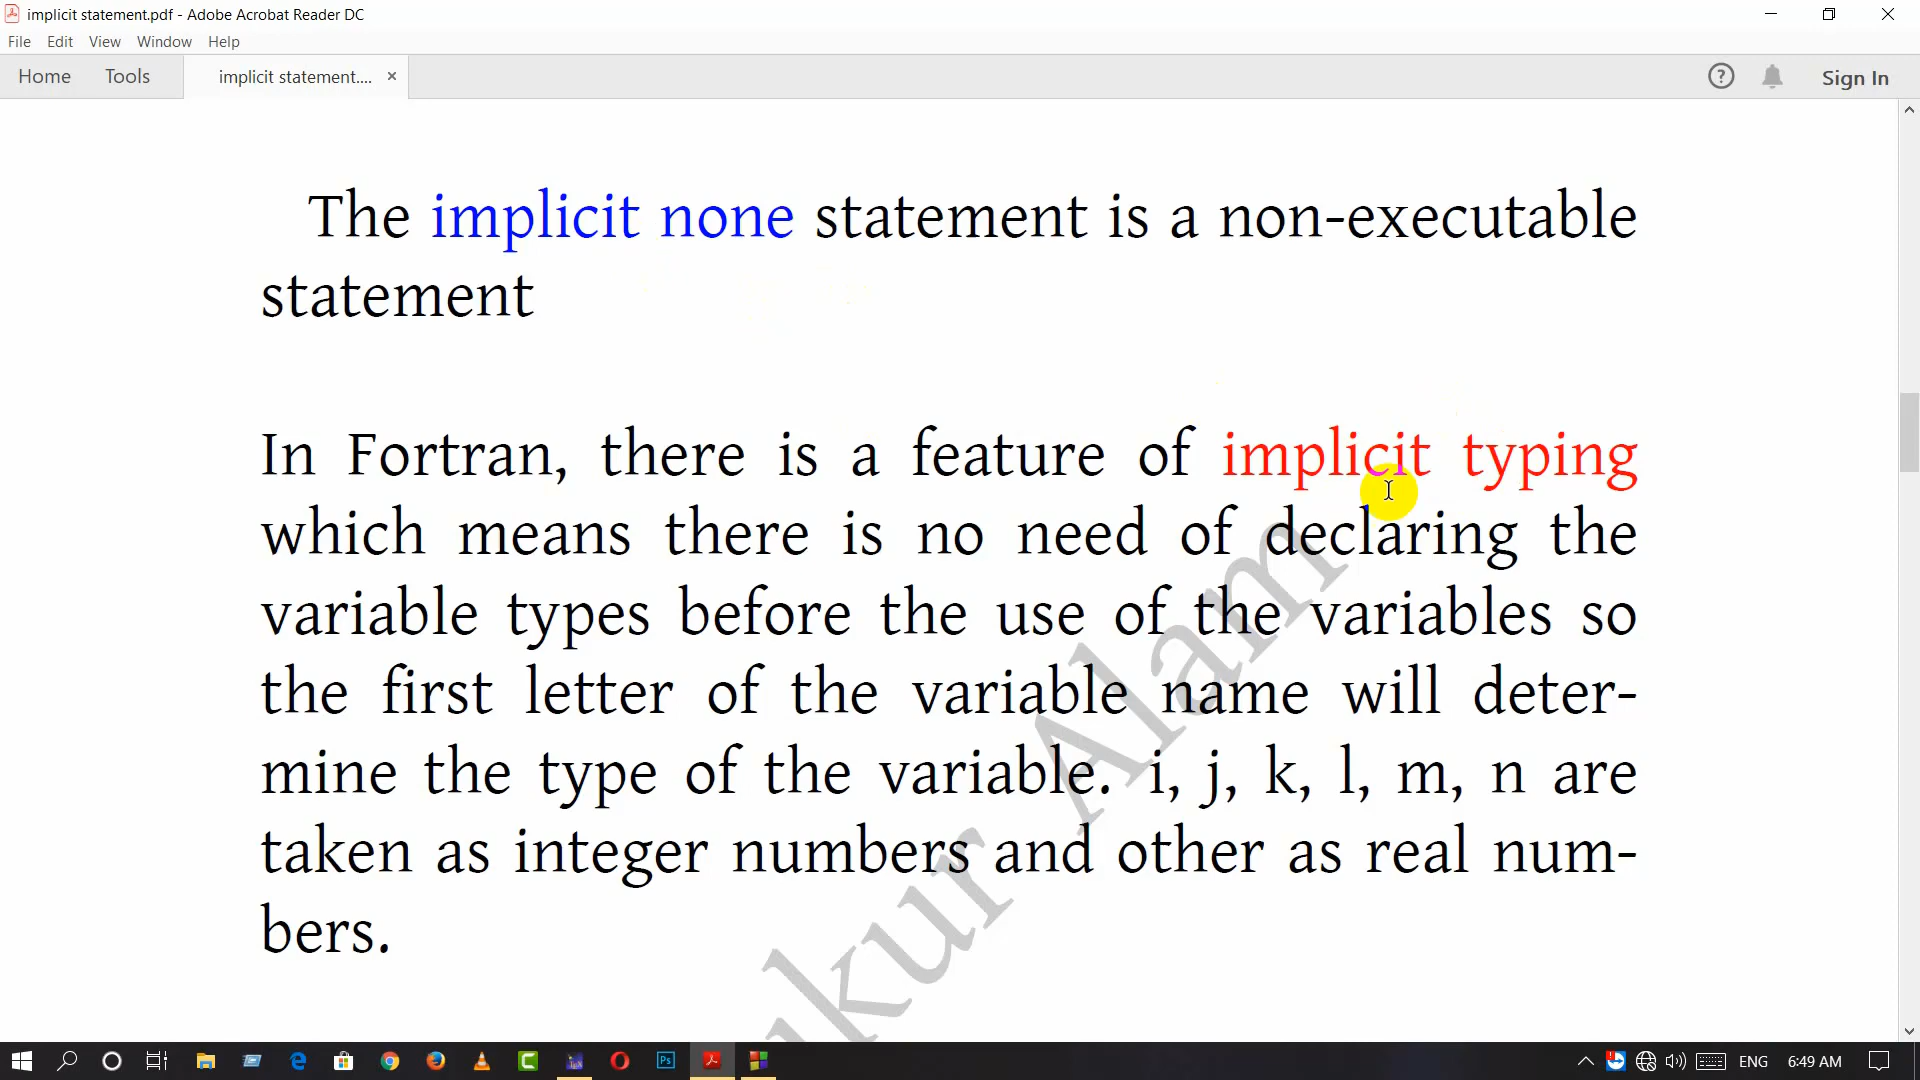 implicit statement.pdf - Adobe Acrobat Reader DC
File Edit View Window Help
Home Tools implicit statement.... × ? Sign In
The implicit none statement is a non-executable
statement
In Fortran, there is a feature of implicit typing
which means there is no need of declaring the
variable types before the use of the variables so
the first letter of the variable name will deter-
mine the type of the variable. i, j, k, l, m, n are
taken as integer numbers and other as real num-
bers.
ukur Alam
Ps ENG 6:49 AM